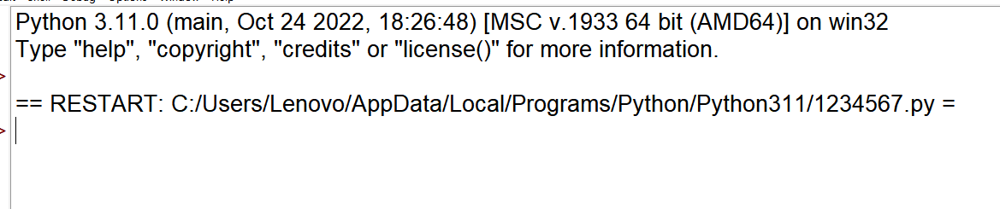 Python 3.11.0 (main, Oct 24 2022, 18:26:48) [MSC v.1933 64 bit (AMD64)] on win32
Type "help", "copyright", "credits" or "license()" for more information.
>
== RESTART: C:/Users/Lenovo/AppData/Local/Programs/Python/Python311/1234567.py =
>